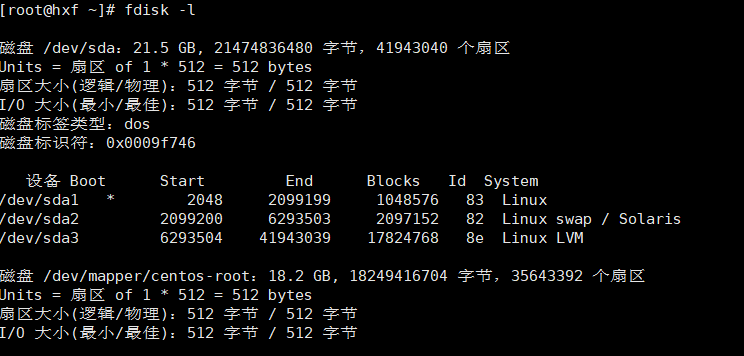 [root@hxf ~]# fdisk -l
磁盘 /dev/sda：21.5 GB, 21474836480 字节，41943040 个扇区
Units = 扇区 of 1 * 512 = 512 bytes
扇区大小(逻辑/物理)：512 字节 / 512 字节
I/O 大小(最小/最佳)：512 字节 / 512 字节
磁盘标签类型：dos
磁盘标识符：0x0009f746
设备 Boot      Start         End      Blocks   Id  System
/dev/sda1   *        2048     2099199     1048576   83  Linux
/dev/sda2         2099200     6293503     2097152   82  Linux swap / Solaris
/dev/sda3         6293504    41943039    17824768   8e  Linux LVM
磁盘 /dev/mapper/centos-root：18.2 GB, 18249416704 字节，35643392 个扇区
Units = 扇区 of 1 * 512 = 512 bytes
扇区大小(逻辑/物理)：512 字节 / 512 字节
I/O 大小(最小/最佳)：512 字节 / 512 字节